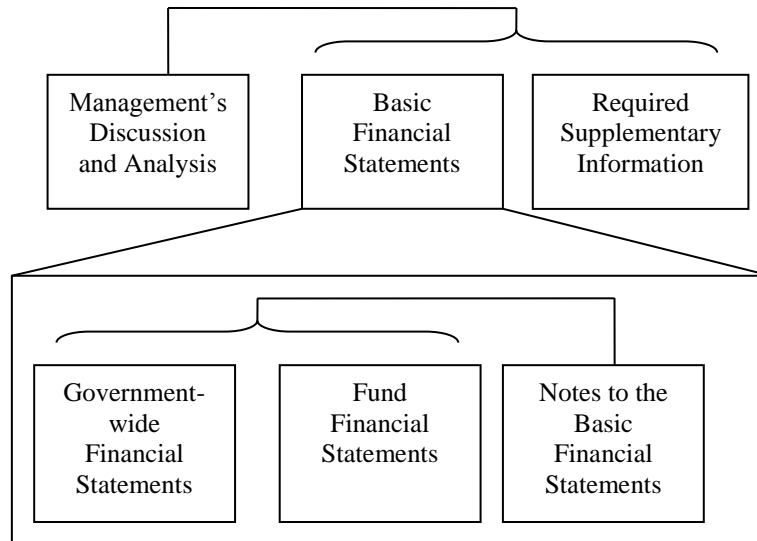 Management’s
Discussion
and Analysis
Basic
Financial
Statements
Required
Supplementary
Information
Government-
wide
Financial
Statements
Fund
Financial
Statements
Notes to the
Basic
Financial
Statements